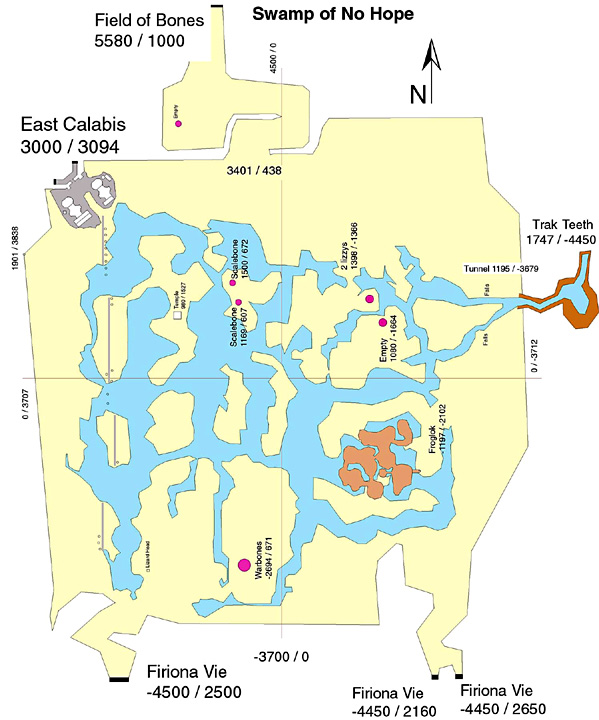 Swamp of No Hope
Field of Bones
5580 / 1000
4500 / 0
N
Empty
East Calabis
3000 / 3094
3401 / 438
Trak Teeth
1747 / -4450
1901 / 3838
Scalebone
1500 / 672
2 lizzys
1398 / -1366
Tunnel 1195 / -3679
Falls
Temple
Scalebone
1169 / 607
Empty
1080 / -1664
Falls
0 / 3707
0 / -3712
Froglok
-1197 / -2102
Lizard Head
Warbones
-2694 / 671
-3700 / 0
Firiona Vie
-4500 / 2500
Firiona Vie
-4450 / 2160
Firiona Vie
-4450 / 2650